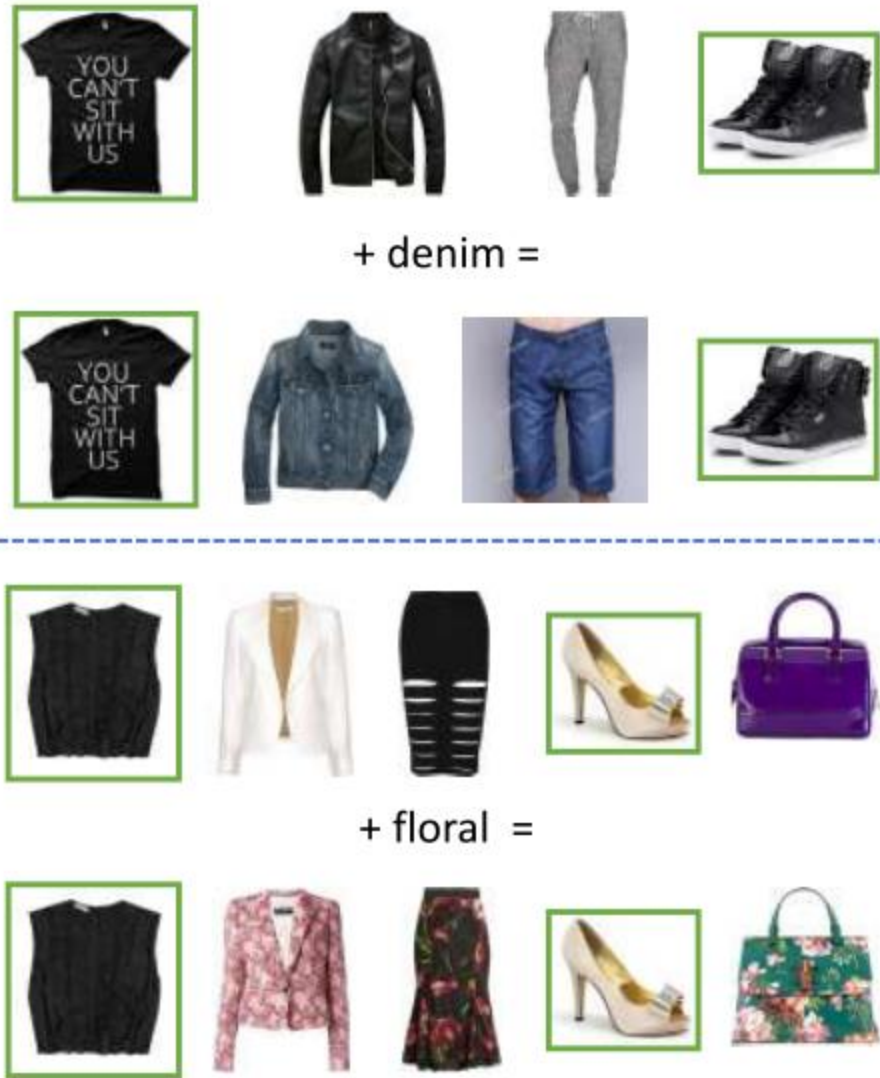 YOU
CAN'T
SIT
WITH
US
+ denim =
YOU
CAN'T
SIT
WITH
US
+ floral =